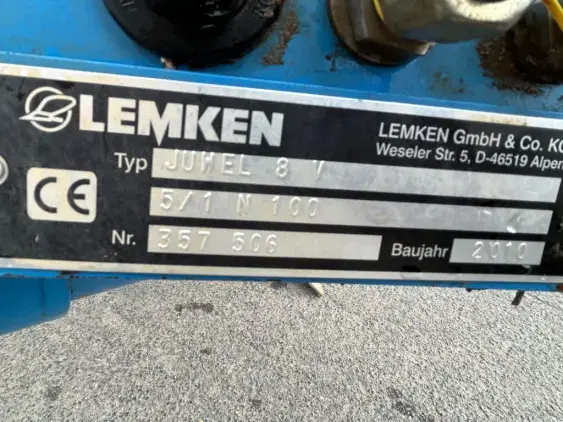 LEMKEN
LEMKEN GmbH & Co. KG
Weseler Str. 5, D-46519 Alpen
Typ JUWEL 8 V
CE
5/1 N 100
Nr. 357 506 Baujahr 2010